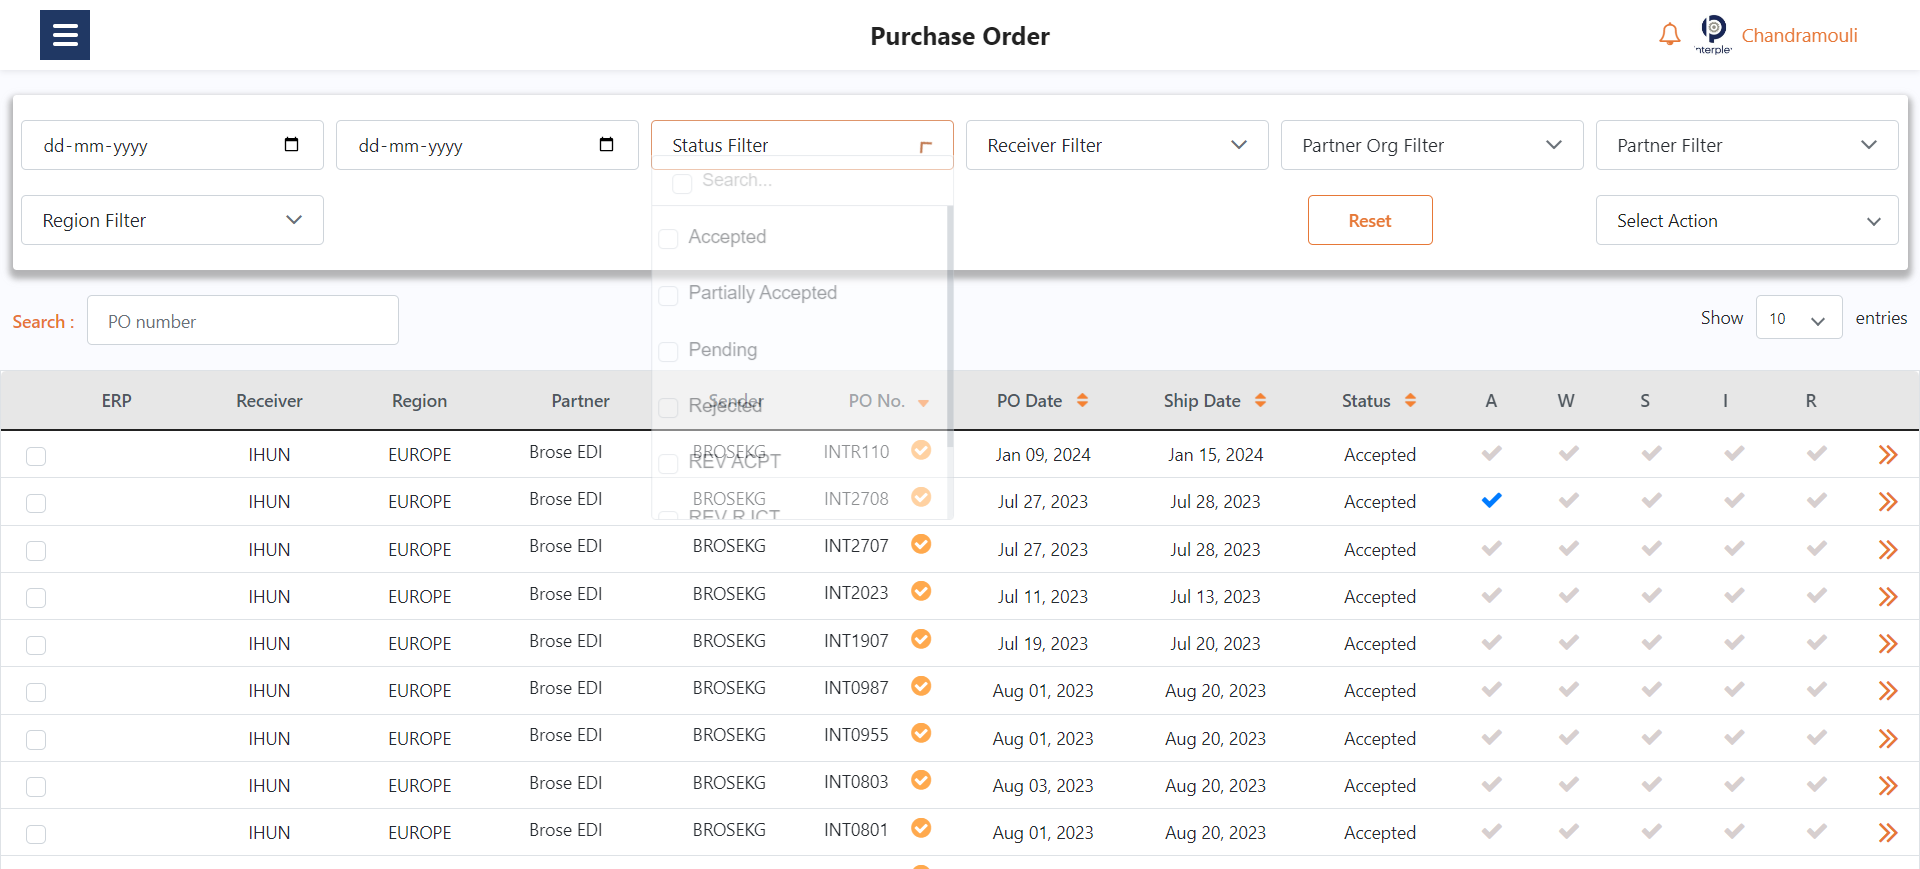 Purchase Order
nterple
Chandramouli
dd-mm-yyyy dd-mm-yyyy Status Filter Receiver Filter Partner Org Filter Partner Filter
Search...
Region Filter Reset Select Action
Accepted
Partially Accepted
Search : PO number Show 10 entries
Pending
ERP Receiver Region Partner Sender PO No. PO Date Ship Date Status A W S I R
Rejected
IHUN EUROPE Brose EDI BROSEKG INTR110 Jan 09, 2024 Jan 15, 2024 Accepted
REV ACPT
IHUN EUROPE Brose EDI BROSEKG INT2708 Jul 27, 2023 Jul 28, 2023 Accepted
REV RJCT
IHUN EUROPE Brose EDI BROSEKG INT2707 Jul 27, 2023 Jul 28, 2023 Accepted
IHUN EUROPE Brose EDI BROSEKG INT2023 Jul 11, 2023 Jul 13, 2023 Accepted
IHUN EUROPE Brose EDI BROSEKG INT1907 Jul 19, 2023 Jul 20, 2023 Accepted
IHUN EUROPE Brose EDI BROSEKG INT0987 Aug 01, 2023 Aug 20, 2023 Accepted
IHUN EUROPE Brose EDI BROSEKG INT0955 Aug 01, 2023 Aug 20, 2023 Accepted
IHUN EUROPE Brose EDI BROSEKG INT0803 Aug 03, 2023 Aug 20, 2023 Accepted
IHUN EUROPE Brose EDI BROSEKG INT0801 Aug 01, 2023 Aug 20, 2023 Accepted